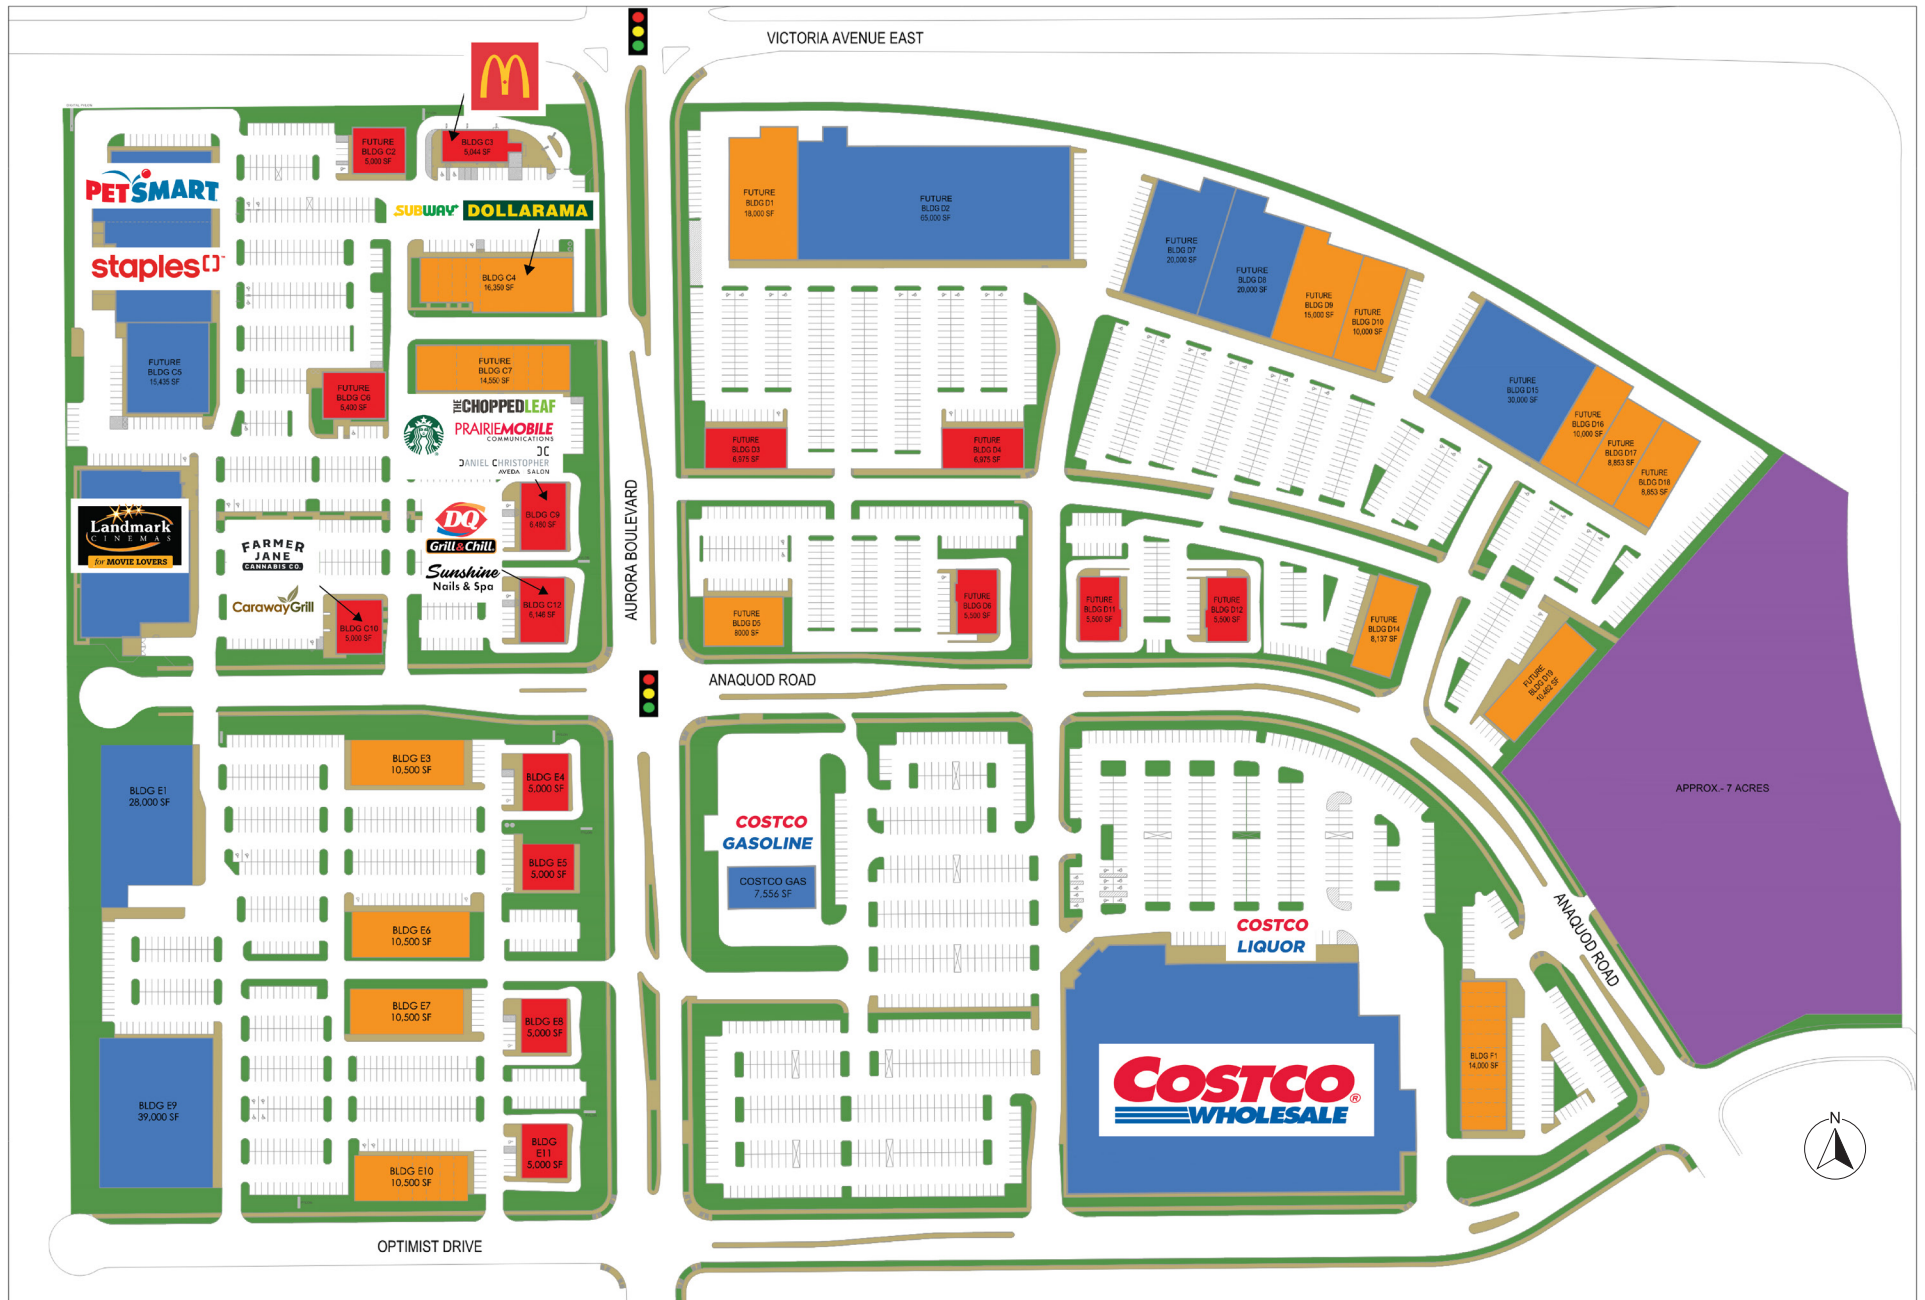 VICTORIA AVENUE EAST
FUTURE
BLDG C2
5,000 SF
BLDG C3
5,044 SF
PETSMART
SUBWAY
DOLLARAMA
staples
BLDG C4
16,350 SF
FUTURE
BLDG C5
15,435 SF
FUTURE
BLDG C6
5,400 SF
FUTURE
BLDG C7
14,550 SF
THE CHOPPEDLEAF
PRAIRIEMOBILE
COMMUNICATIONS
DC
DANIEL CHRISTOPHER
AVEDA SALON
BLDG C9
6,450 SF
DQ
Grill&Chill
Sunshine
Nails & Spa
BLDG C12
6,146 SF
Landmark
CINEMAS
for MOVIE LOVERS
FARMER
JANE
CANNABIS CO.
CarawayGrill
BLDG C10
5,000 SF
AURORA BOULEVARD
FUTURE
BLDG D1
18,000 SF
FUTURE
BLDG D2
65,000 SF
FUTURE
BLDG D3
6,975 SF
FUTURE
BLDG D4
6,975 SF
FUTURE
BLDG D5
8000 SF
FUTURE
BLDG D6
5,500 SF
FUTURE
BLDG D7
20,000 SF
FUTURE
BLDG D8
20,000 SF
FUTURE
BLDG D9
15,000 SF
FUTURE
BLDG D10
10,000 SF
FUTURE
BLDG D11
5,500 SF
FUTURE
BLDG D12
5,500 SF
FUTURE
BLDG D14
8,137 SF
FUTURE
BLDG D15
30,000 SF
FUTURE
BLDG D16
10,000 SF
FUTURE
BLDG D17
8,853 SF
FUTURE
BLDG D18
8,853 SF
FUTURE
BLDG D19
10,462 SF
ANAQUOD ROAD
APPROX.- 7 ACRES
BLDG E1
28,000 SF
BLDG E3
10,500 SF
BLDG E4
5,000 SF
BLDG E5
5,000 SF
BLDG E6
10,500 SF
BLDG E7
10,500 SF
BLDG E8
5,000 SF
BLDG E9
39,000 SF
BLDG E10
10,500 SF
BLDG
E11
5,000 SF
COSTCO
GASOLINE
COSTCO GAS
7,556 SF
COSTCO
LIQUOR
COSTCO
WHOLESALE
ANAQUOD ROAD
BLDG F1
14,000 SF
N
OPTIMIST DRIVE